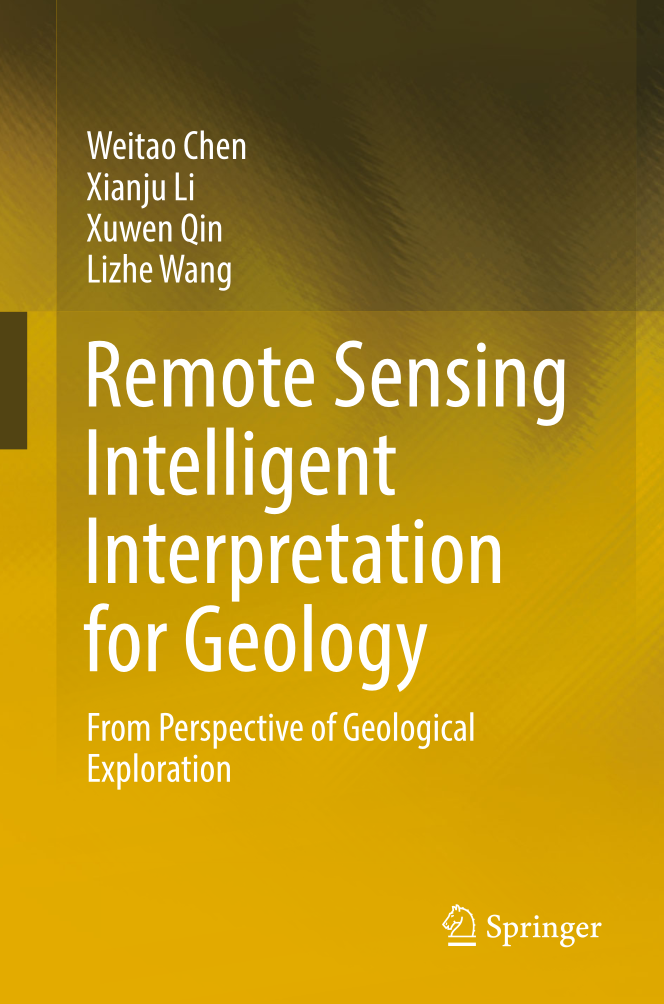 Weitao Chen
Xianju Li
Xuwen Qin
Lizhe Wang
Remote Sensing
Intelligent
Interpretation
for Geology
From Perspective of Geological
Exploration
Springer